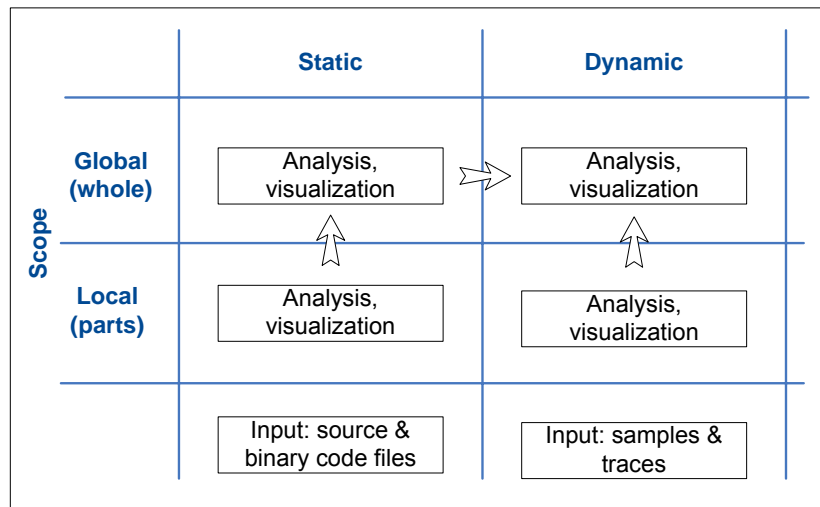 Static
Dynamic
Scope
Global
(whole)
Analysis,
visualization
Analysis,
visualization
Local
(parts)
Analysis,
visualization
Analysis,
visualization
Input: source &
binary code files
Input: samples &
traces